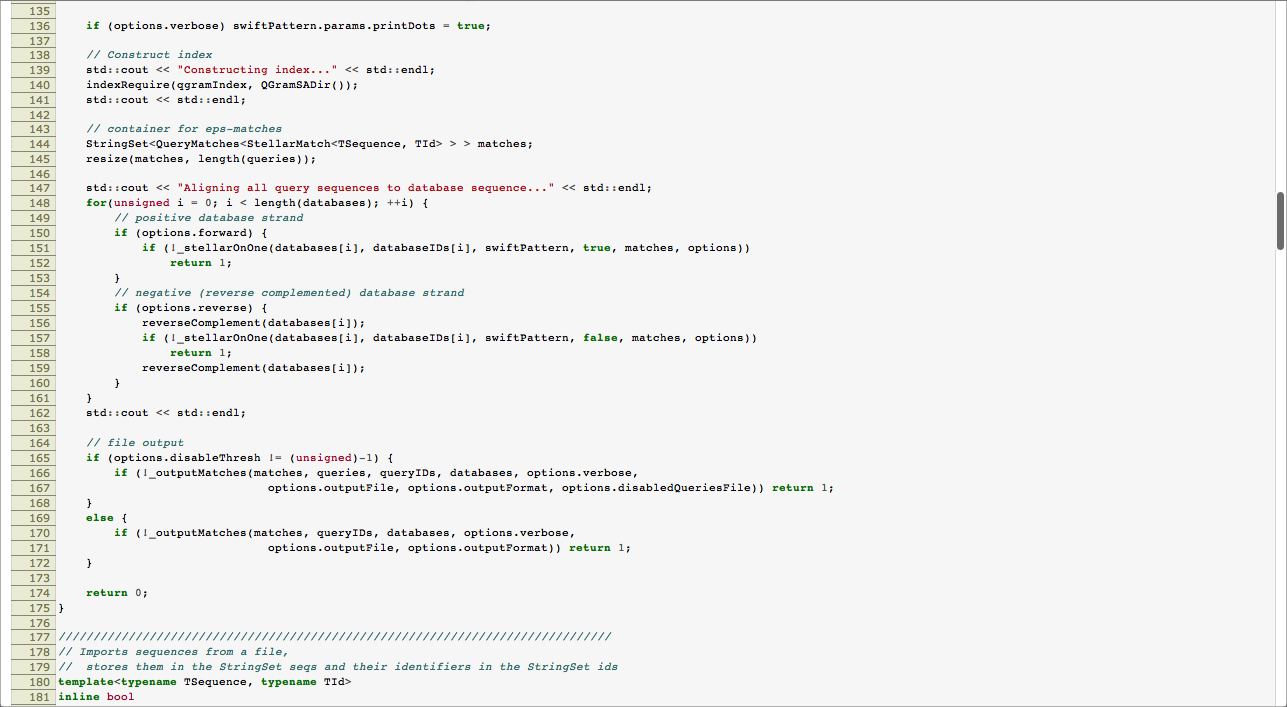 135
136 if (options.verbose) swiftPattern.params.printDots = true;
137
138 // Construct index
139 std::cout << "Constructing index..." << std::endl;
140 indexRequire(qgramIndex, QGramSADir());
141 std::cout << std::endl;
142
143 // container for eps-matches
144 StringSet<QueryMatches<StellarMatch<TSequence, TId> > > matches;
145 resize(matches, length(queries));
146
147 std::cout << "Aligning all query sequences to database sequence..." << std::endl;
148 for(unsigned i = 0; i < length(databases); ++i) {
149 // positive database strand
150 if (options.forward) {
151 if (!_stellarOnOne(databases[i], databaseIDs[i], swiftPattern, true, matches, options))
152 return 1;
153 }
154 // negative (reverse complemented) database strand
155 if (options.reverse) {
156 reverseComplement(databases[i]);
157 if (!_stellarOnOne(databases[i], databaseIDs[i], swiftPattern, false, matches, options))
158 return 1;
159 reverseComplement(databases[i]);
160 }
161 }
162 std::cout << std::endl;
163
164 // file output
165 if (options.disableThresh != (unsigned)-1) {
166 if (!_outputMatches(matches, queries, queryIDs, databases, options.verbose,
167 options.outputFile, options.outputFormat, options.disabledQueriesFile)) return 1;
168 }
169 else {
170 if (!_outputMatches(matches, queryIDs, databases, options.verbose,
171 options.outputFile, options.outputFormat)) return 1;
172 }
173
174 return 0;
175 }
176
177 ///////////////////////////////////////////////////////////////////////////////
178 // Imports sequences from a file,
179 // stores them in the StringSet seqs and their identifiers in the StringSet ids
180 template<typename TSequence, typename TId>
181 inline bool